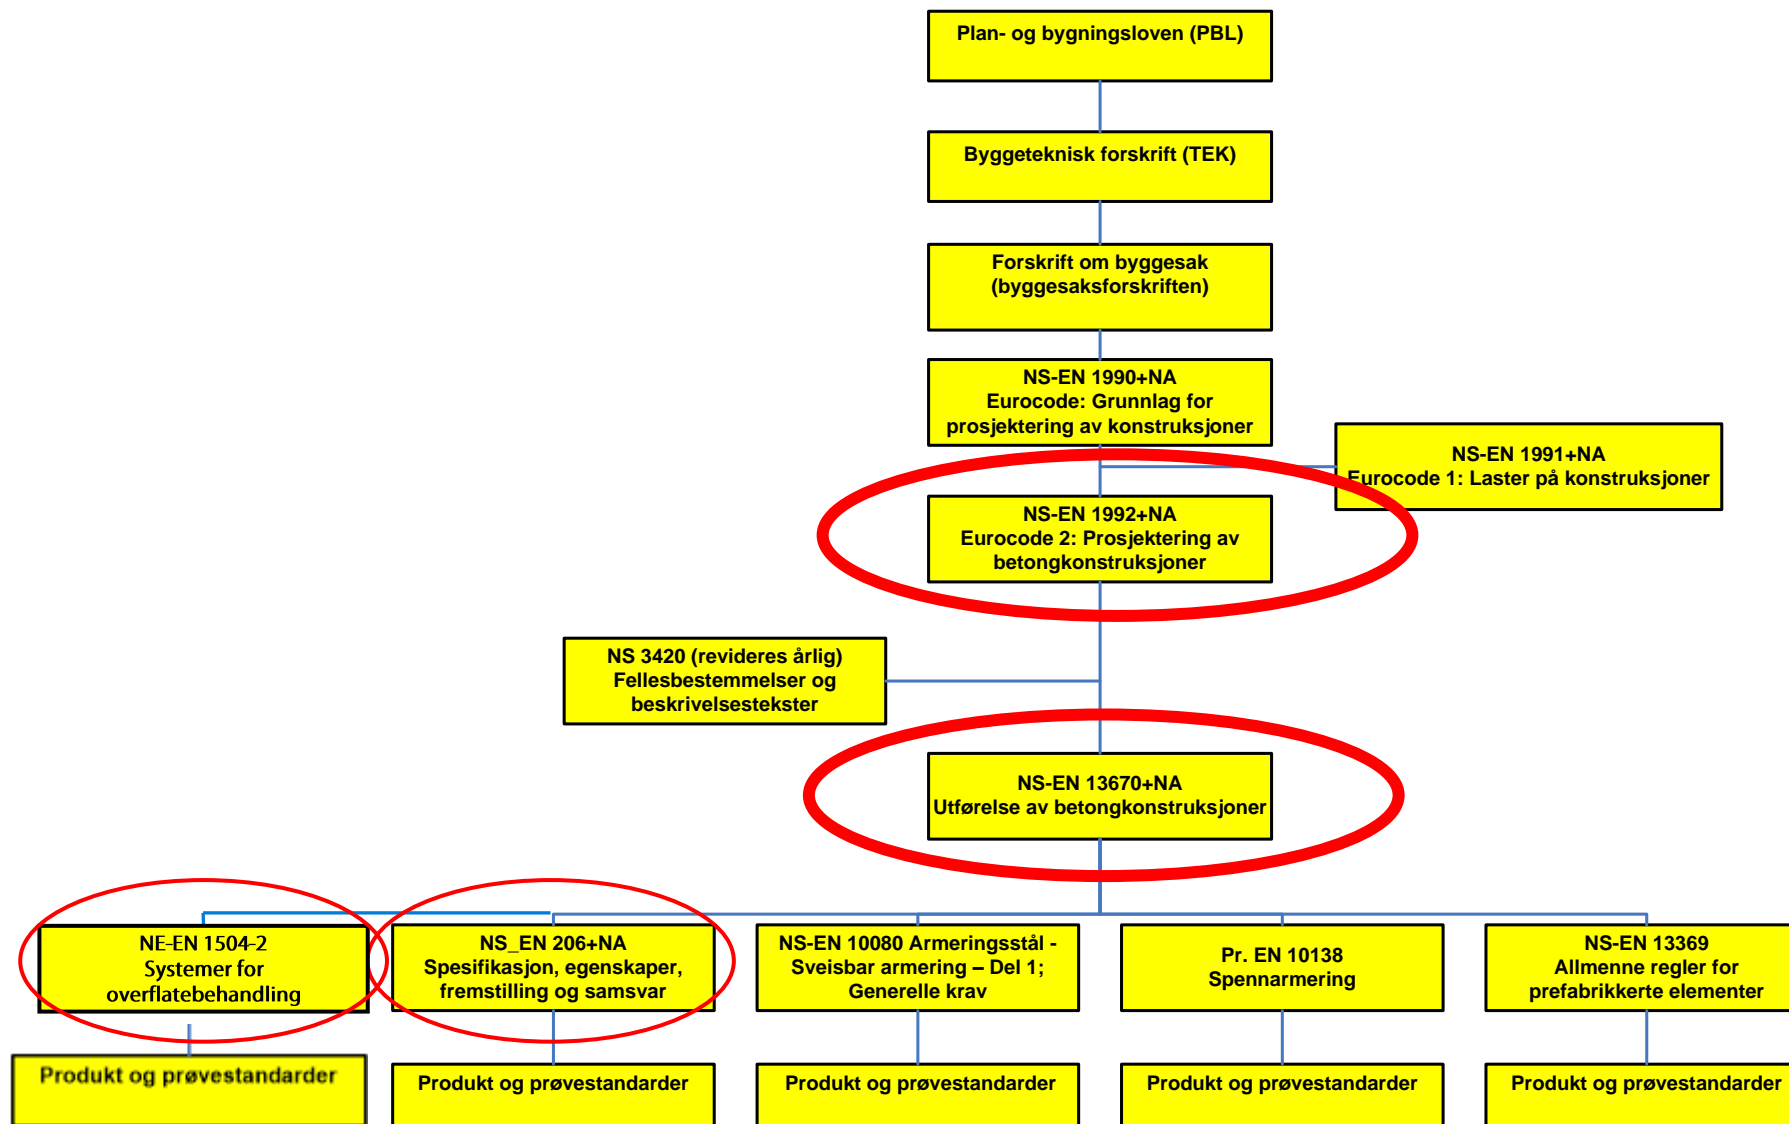 Plan- og bygningsloven (PBL)
Byggeteknisk forskrift (TEK)
Forskrift om byggesak
(byggesaksforskriften)
NS-EN 1990+NA
Eurocode: Grunnlag for
prosjektering av konstruksjoner
NS-EN 1991+NA
Eurocode 1: Laster på konstruksjoner
NS-EN 1992+NA
Eurocode 2: Prosjektering av
betongkonstruksjoner
NS 3420 (revideres årlig)
Fellesbestemmelser og
beskrivelsestekster
NS-EN 13670+NA
Utførelse av betongkonstruksjoner
NE-EN 1504-2
Systemer for
overflatebehandling
NS_EN 206+NA
Spesifikasjon, egenskaper,
fremstilling og samsvar
NS-EN 10080 Armeringsstål -
Sveisbar armering – Del 1;
Generelle krav
Pr. EN 10138
Spennarmering
NS-EN 13369
Allmenne regler for
prefabrikkerte elementer
Produkt og prøvestandarder
Produkt og prøvestandarder
Produkt og prøvestandarder
Produkt og prøvestandarder
Produkt og prøvestandarder